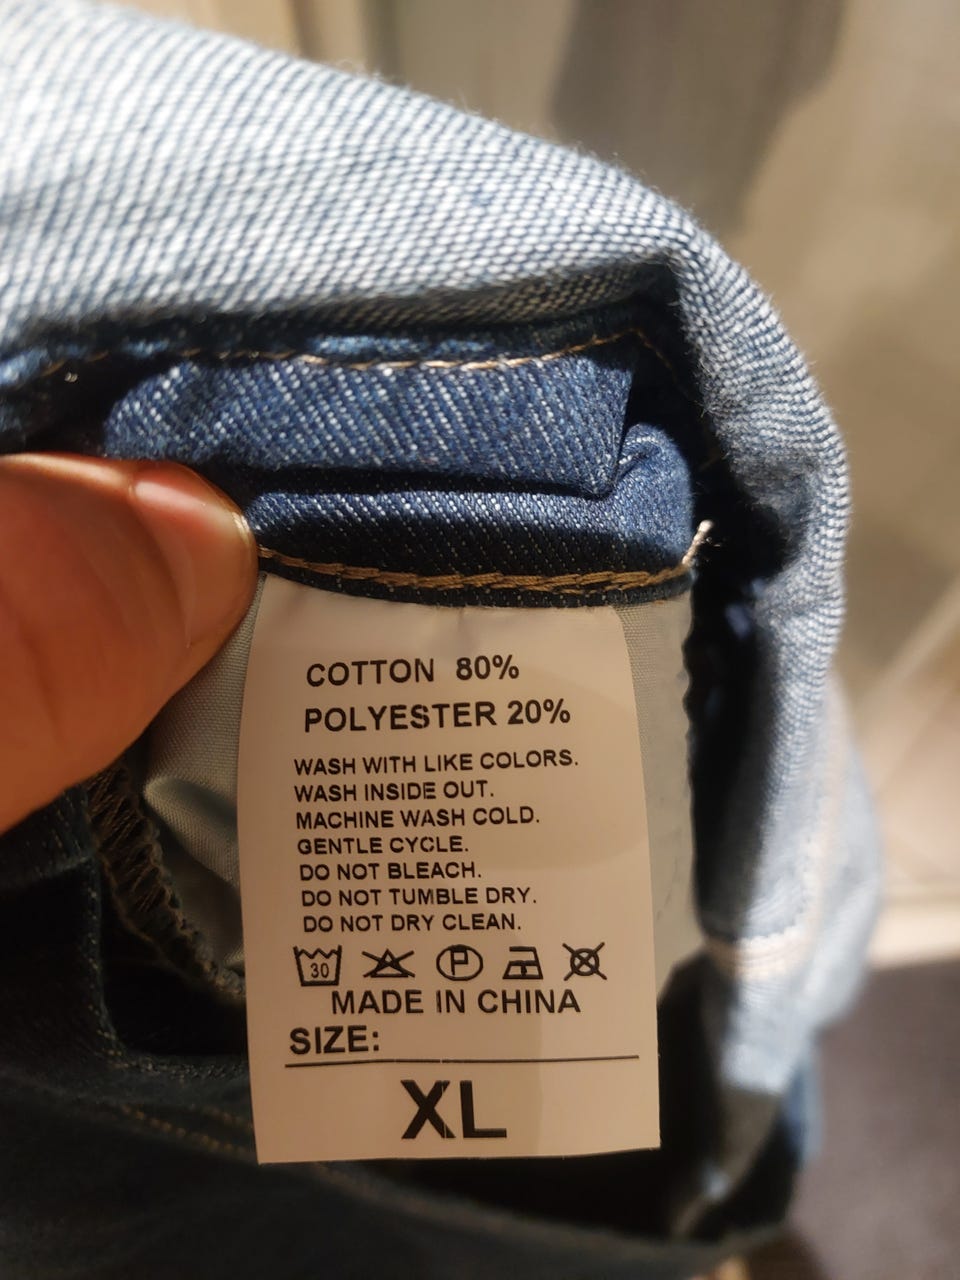 COTTON 80%
POLYESTER 20%
WASH WITH LIKE COLORS.
WASH INSIDE OUT.
MACHINE WASH COLD.
GENTLE CYCLE.
DO NOT BLEACH.
DO NOT TUMBLE DRY.
DO NOT DRY CLEAN.
30 P
MADE IN CHINA
SIZE:
XL